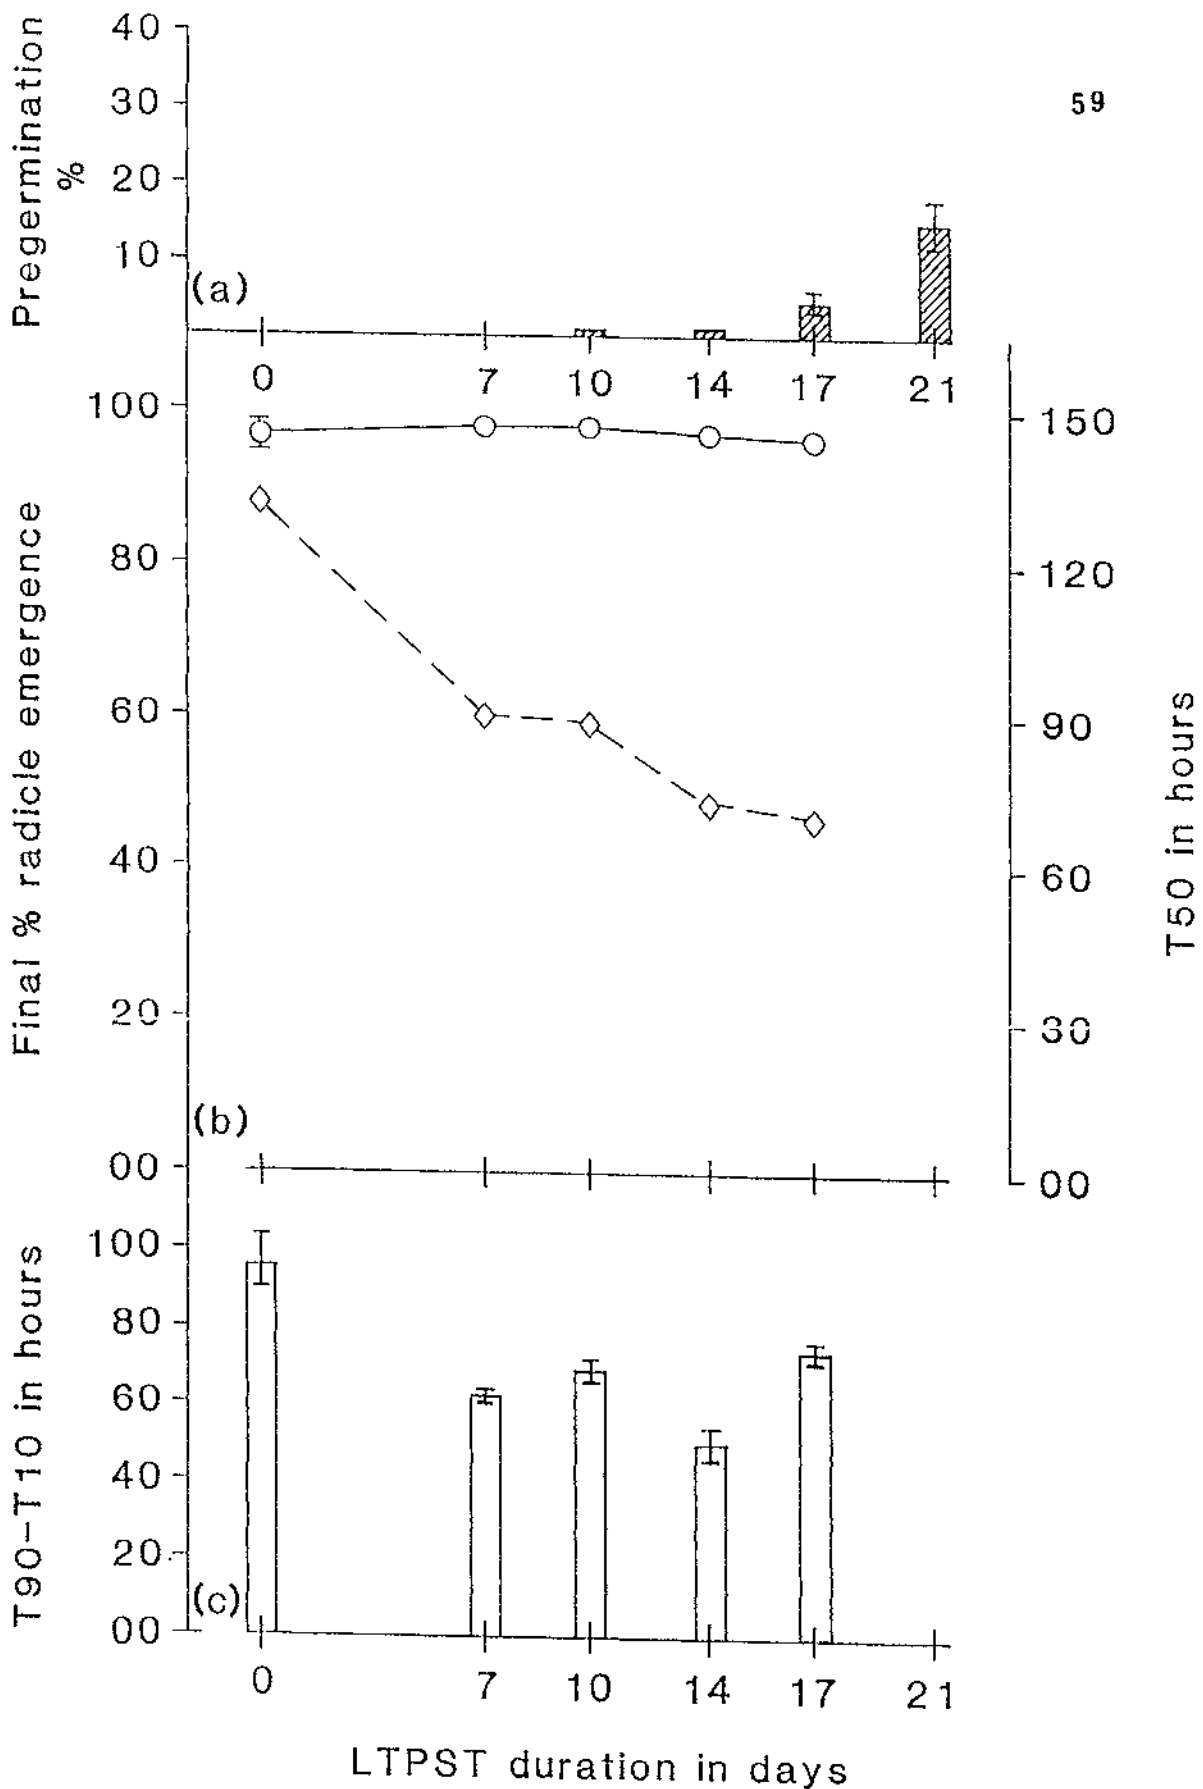 Pregermination
%
40
30
20
10
59
(a)
0 7 10 14 17 21
Final % radicle emergence
100
80
60
40
20
00
(b)
150
120
90
60
30
00
T50 in hours
T90-T10 in hours
100
80
60
40
20
00
(c)
0 7 10 14 17 21
LTPST duration in days